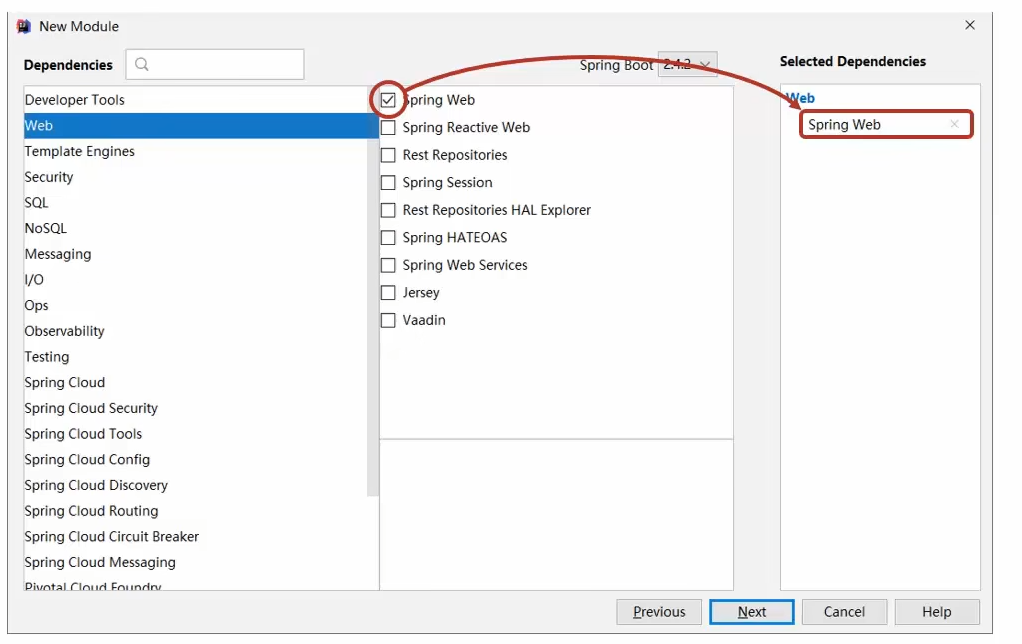 New Module
Dependencies
Spring Boot 2.4.2
Selected Dependencies
Developer Tools
Web
Template Engines
Security
SQL
NoSQL
Messaging
I/O
Ops
Observability
Testing
Spring Cloud
Spring Cloud Security
Spring Cloud Tools
Spring Cloud Config
Spring Cloud Discovery
Spring Cloud Routing
Spring Cloud Circuit Breaker
Spring Cloud Messaging
Pivotal Cloud Foundry
Spring Web
Spring Reactive Web
Rest Repositories
Spring Session
Rest Repositories HAL Explorer
Spring HATEOAS
Spring Web Services
Jersey
Vaadin
Web
Spring Web
Previous
Next
Cancel
Help